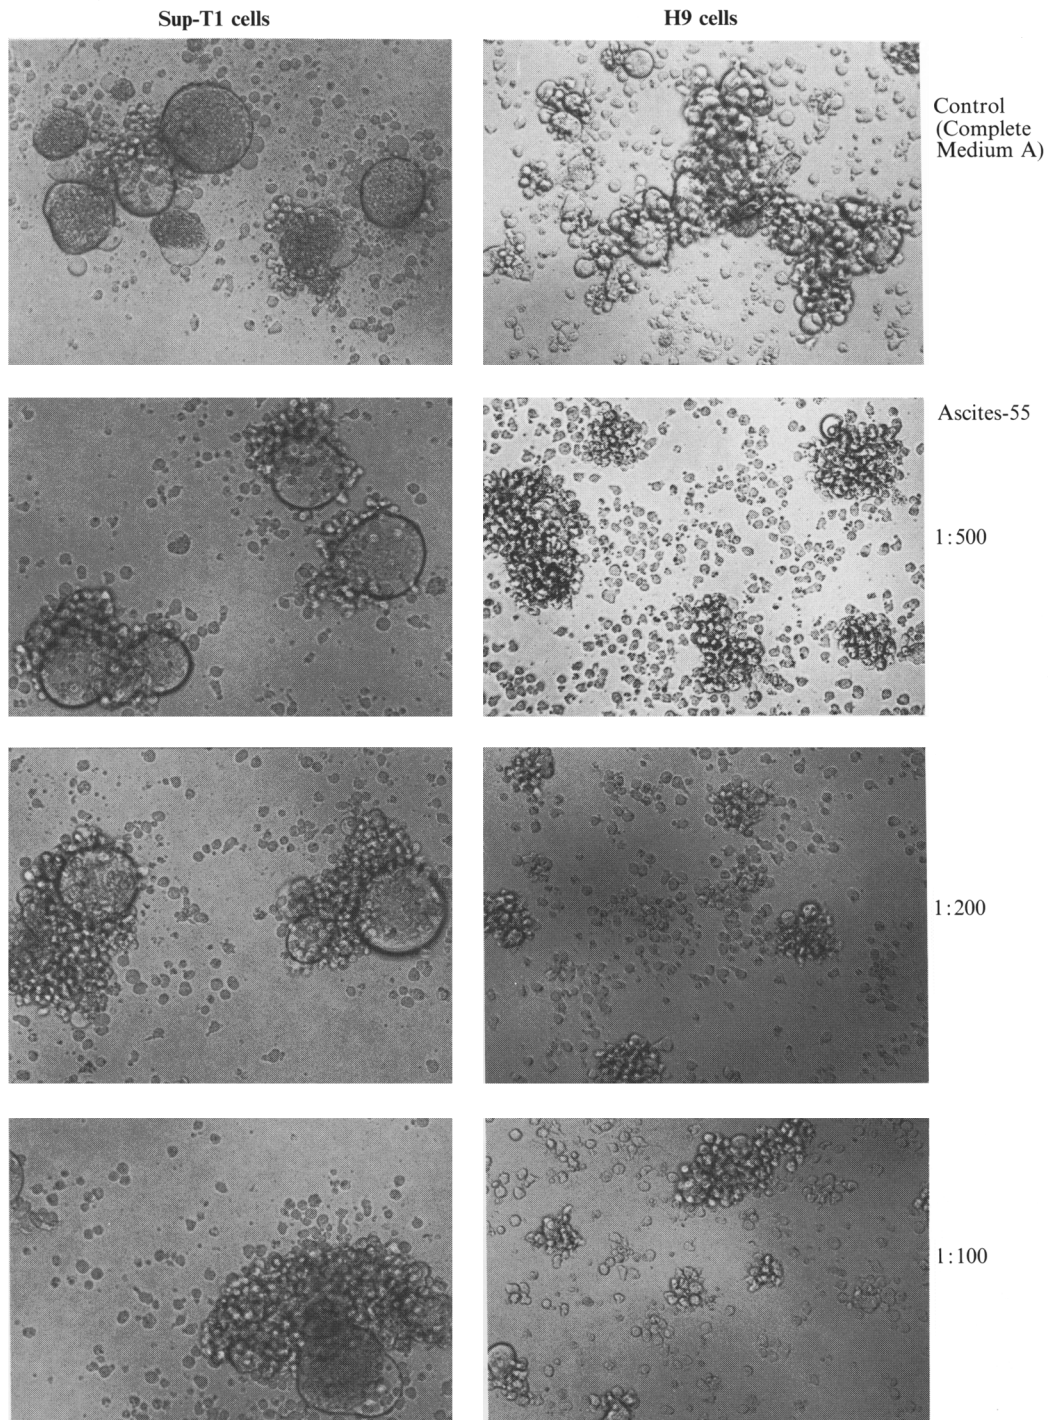 Sup-T1 cells
H9 cells
Control
(Complete
Medium A)
Ascites-55
1:500
1:200
1:100